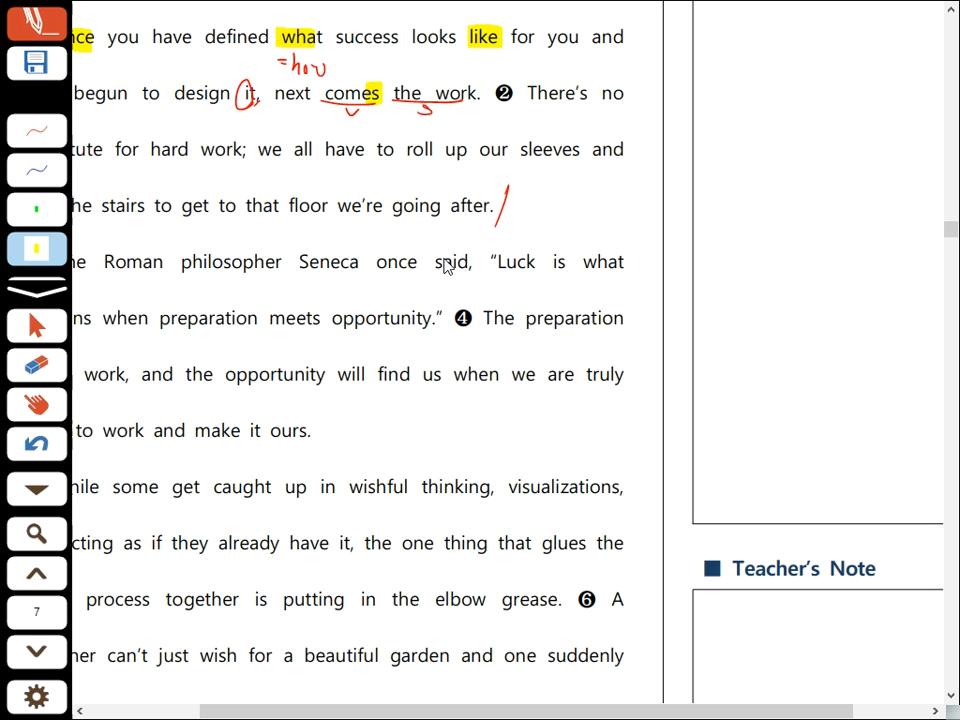 nce you have defined what success looks like for you and
= how
begun to design it, next comes the work. ❷ There's no
v s
tute for hard work; we all have to roll up our sleeves and
he stairs to get to that floor we're going after.
ne Roman philosopher Seneca once said, “Luck is what
ns when preparation meets opportunity.” ❹ The preparation
work, and the opportunity will find us when we are truly
to work and make it ours.
hile some get caught up in wishful thinking, visualizations,
cting as if they already have it, the one thing that glues the
■ Teacher's Note
process together is putting in the elbow grease. ❻ A
7
ner can't just wish for a beautiful garden and one suddenly